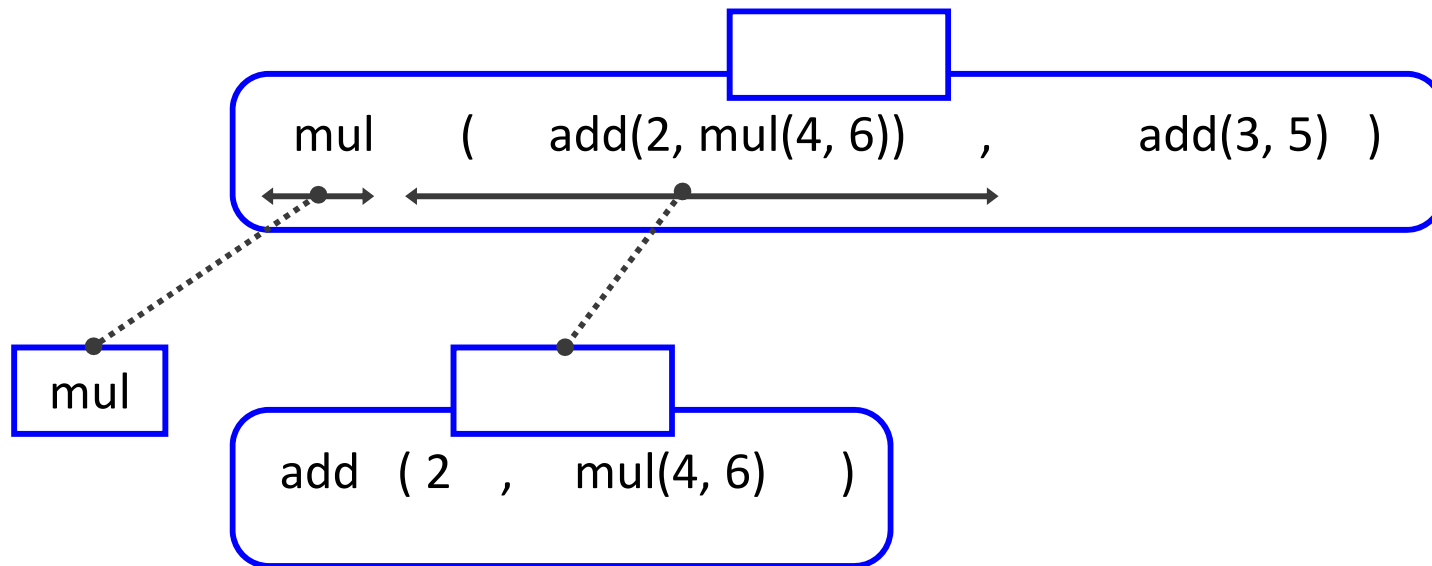 mul ( add(2, mul(4, 6)) , add(3, 5) )
mul
add ( 2 , mul(4, 6) )